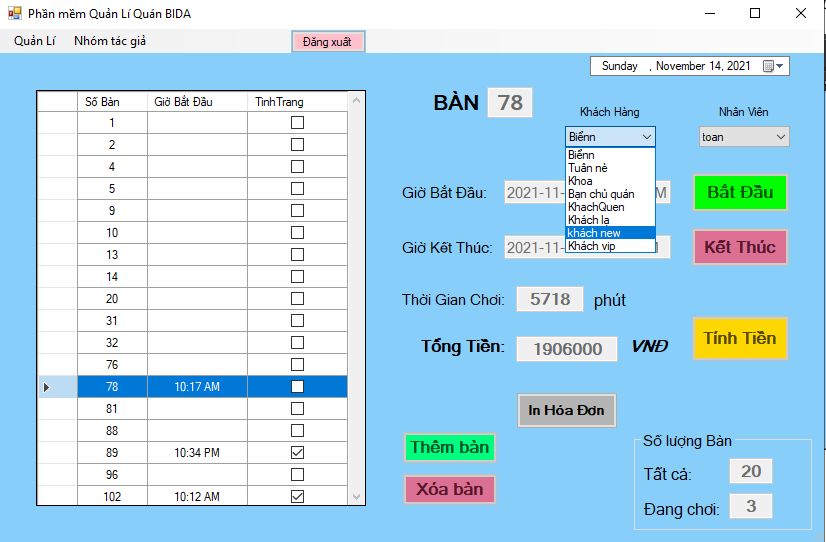 Phần mềm Quản Lí Quán BIDA
Quản Lí Nhóm tác giả Đăng xuất
Sunday , November 14, 2021
Số Bàn Giờ Bắt Đầu TinhTrang
1
2
4
5
9
10
13
14
20
31
32
76
78 10:17 AM
81
88
89 10:34 PM
96
102 10:12 AM
BÀN 78
Khách Hàng
Biểnn
Biểnn
Tuân nè
Khoa
Bạn chủ quán
KhachQuen
Khách lạ
khách new
Khách vip
Nhân Viên
toan
Giờ Bắt Đầu: 2021-11- M
Bắt Đầu
Giờ Kết Thúc: 2021-11-
Kết Thúc
Thời Gian Chơi: 5718 phút
Tổng Tiền: 1906000 VNĐ
Tính Tiền
In Hóa Đơn
Thêm bàn
Xóa bàn
Số lượng Bàn
Tất cả: 20
Đang chơi: 3